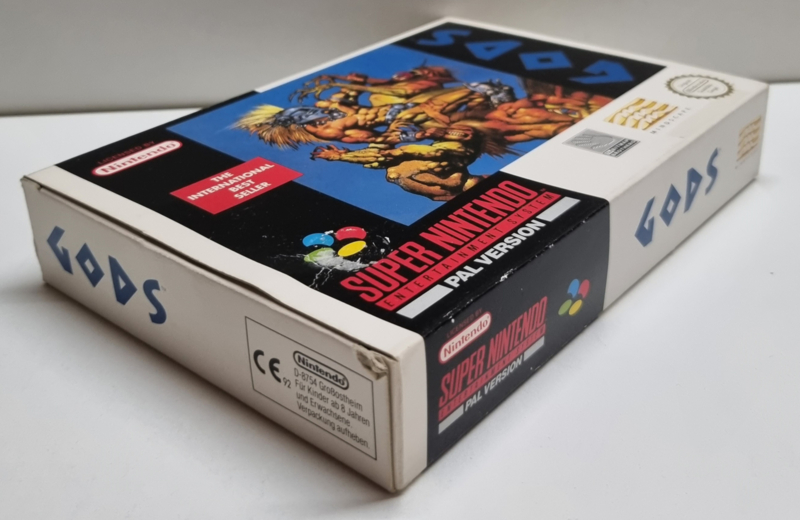 GODS
LICENSED BY
Nintendo
THE
INTERNATIONAL
BEST
SELLER
MINDSCAPE
SUPER NINTENDO
ENTERTAINMENT SYSTEM
PAL VERSION
GODS
CE 92
Nintendo
D-8754 Großostheim
Für Kinder ab 8 Jahren
und Erwachsene.
Verpackung aufheben.
LICENSED BY
Nintendo
SUPER NINTENDO
ENTERTAINMENT SYSTEM
PAL VERSION
GODS